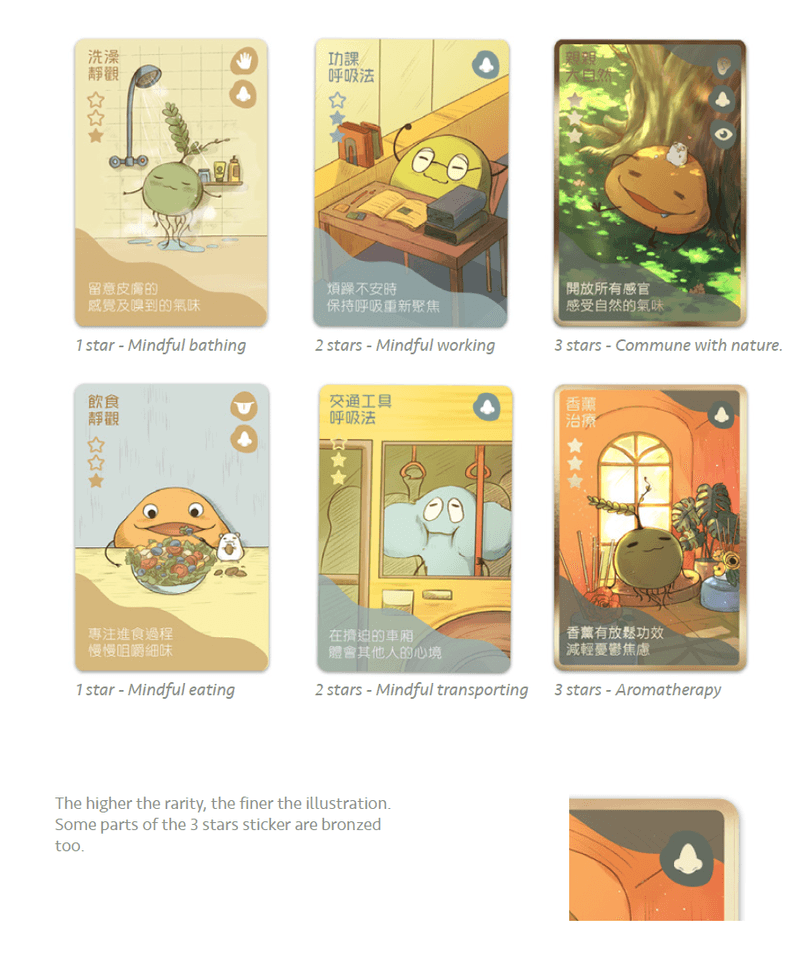 洗澡
靜觀
留意皮膚的
感覺及嗅到的氣味
1 star - Mindful bathing
功課
呼吸法
煩躁不安時
保持呼吸重新聚焦
2 stars - Mindful working
親親
大自然
開放所有感官
感受自然的氣味
3 stars - Commune with nature.
飲食
靜觀
專注進食過程
慢慢咀嚼細味
1 star - Mindful eating
交通工具
呼吸法
在擠迫的車廂
體會其他人的心境
2 stars - Mindful transporting
香薰
治療
香薰有放鬆功效
減輕憂鬱焦慮
3 stars - Aromatherapy
The higher the rarity, the finer the illustration.
Some parts of the 3 stars sticker are bronzed
too.